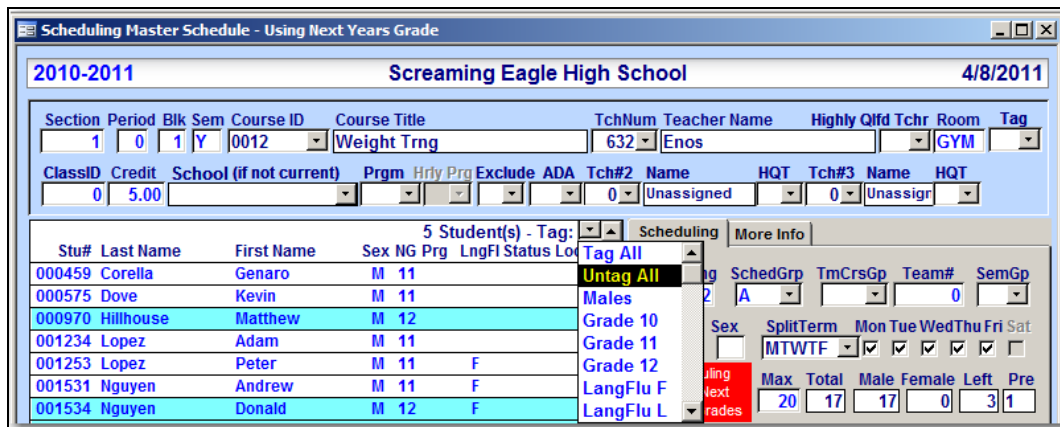 Scheduling Master Schedule - Using Next Years Grade
2010-2011 Screaming Eagle High School 4/8/2011
Section Period Blk Sem Course ID Course Title TchNum Teacher Name Highly Qlfd Tchr Room Tag
1 0 1 Y 0012 Weight Trng 632 Enos GYM
ClassID Credit School (if not current) Prgm Hrly Prg Exclude ADA Tch#2 Name HQT Tch#3 Name HQT
0 5.00 0 Unassigned 0 Unassigr
5 Student(s) - Tag: Scheduling More Info
Stu# Last Name First Name Sex NG Prg LngFl Status Loc Tag All
000459 Corella Genaro M 11 Untag All ng SchedGrp TmCrsGp Team# SemGp
000575 Dove Kevin M 11 Males 2 A 0
000970 Hillhouse Matthew M 12 Grade 10 Sex SplitTerm Mon Tue Wed Thu Fri Sat
001234 Lopez Adam M 11 Grade 11 MTWTF
001253 Lopez Peter M 11 F Grade 12 uling Max Total Male Female Left Pre
001531 Nguyen Andrew M 11 F LangFlu F Next 20 17 17 0 3 1
001534 Nguyen Donald M 12 F LangFlu L rades